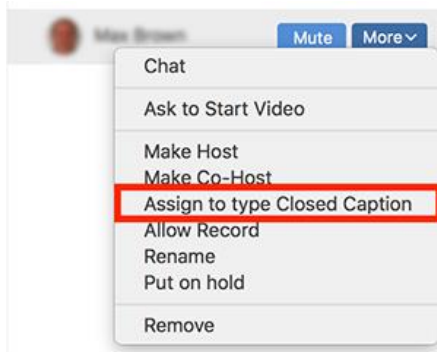 Mute More
Chat
Ask to Start Video
Make Host
Make Co-Host
Assign to type Closed Caption
Allow Record
Rename
Put on hold
Remove